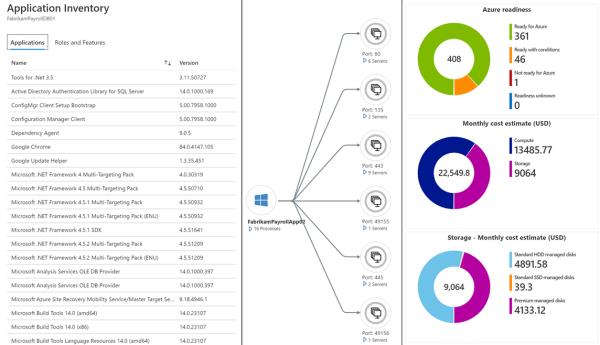 Application Inventory
FabrikamPayrollDB01
Applications Roles and Features
Name Version
Tools for .Net 3.5 3.11.50727
Active Directory Authentication Library for SQL Server 14.0.1000.169
ConfigMgr Client Setup Bootstrap 5.00.7958.1000
Configuration Manager Client 5.00.7958.1000
Dependency Agent 9.0.5
Google Chrome 84.0.4147.105
Google Update Helper 1.3.35.451
Microsoft .NET Framework 4 Multi-Targeting Pack 4.0.30319
Microsoft .NET Framework 4.5 Multi-Targeting Pack 4.5.50710
Microsoft .NET Framework 4.5.1 Multi-Targeting Pack 4.5.50932
Microsoft .NET Framework 4.5.1 Multi-Targeting Pack (ENU) 4.5.50932
Microsoft .NET Framework 4.5.1 SDK 4.5.51641
Microsoft .NET Framework 4.5.2 Multi-Targeting Pack 4.5.51209
Microsoft .NET Framework 4.5.2 Multi-Targeting Pack (ENU) 4.5.51209
Microsoft Analysis Services OLE DB Provider 14.0.1000.397
Microsoft Analysis Services OLE DB Provider 14.0.1000.397
Microsoft Azure Site Recovery Mobility Service/Master Target Se... 9.18.4946.1
Microsoft Build Tools 14.0 (amd64) 14.0.23107
Microsoft Build Tools 14.0 (x86) 14.0.23107
Microsoft Build Tools Language Resources 14.0 (amd64) 14.0.23107
FabrikamPayrollApp02
16 Processes
Port: 80
6 Servers
Port: 135
2 Servers
Port: 443
9 Servers
Port: 49155
1 Servers
Port: 445
2 Servers
Port: 49156
1 Servers
Azure readiness
408
Ready for Azure
361
Ready with conditions
46
Not ready for Azure
1
Readiness unknown
0
Monthly cost estimate (USD)
22,549.8
Compute
13485.77
Storage
9064
Storage - Monthly cost estimate (USD)
9,064
Standard HDD managed disks
4891.58
Standard SSD managed disks
39.3
Premium managed disks
4133.12